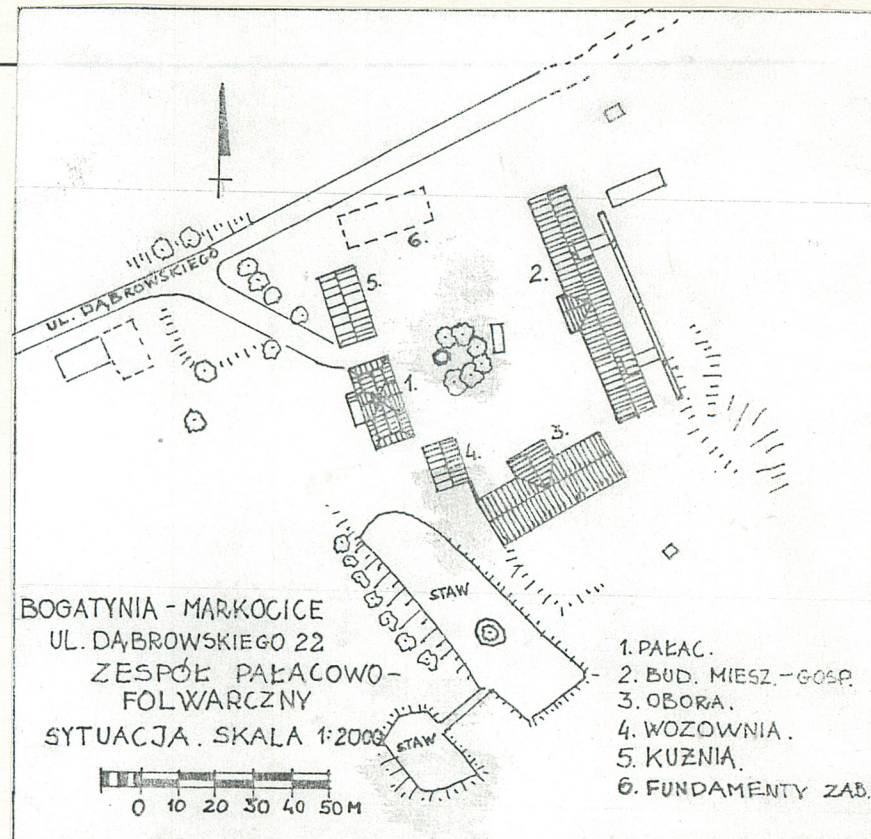 UL. DĄBROWSKIEGO
6.
5.
2.
1.
3.
4.
STAW
STAW
BOGATYNIA - MARKOCICE
UL. DĄBROWSKIEGO 22
ZESPÓŁ PAŁACOWO-
FOLWARCZNY
SYTUACJA. SKALA 1:2000
0 10 20 30 40 50M
1. PAŁAC.
2. BUD. MIESZ.-GOSP.
3. OBORA.
4. WOZOWNIA.
5. KUŹNIA.
6. FUNDAMENTY ZAB.